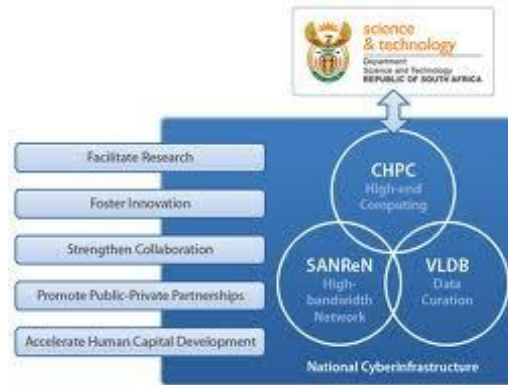 science
& technology
Department:
Science and Technology
REPUBLIC OF SOUTH AFRICA
Facilitate Research
Foster Innovation
Strengthen Collaboration
Promote Public-Private Partnerships
Accelerate Human Capital Development
CHPC
High-end
Computing
SANReN
High-
bandwidth
Network
VLDB
Data
Curation
National Cyberinfrastructure